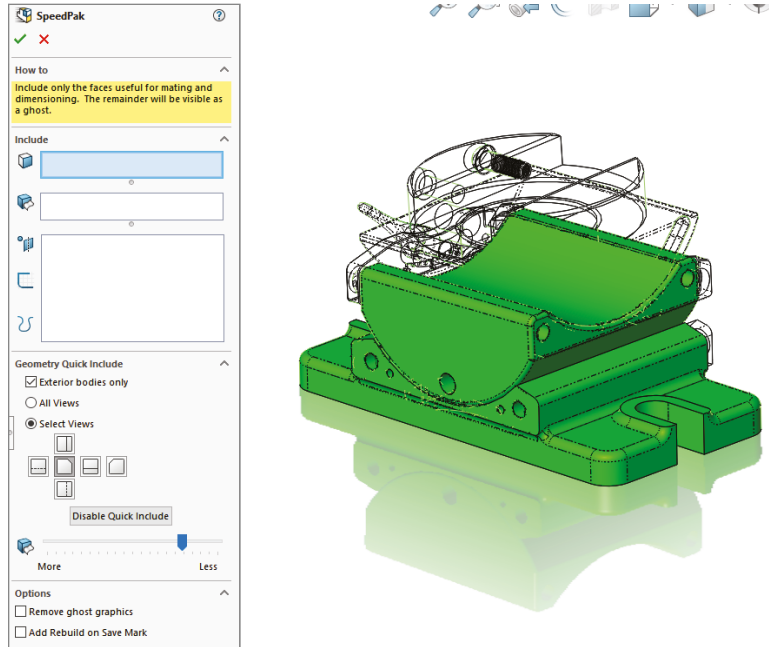 SpeedPak
How to
Include only the faces useful for mating and
dimensioning. The remainder will be visible as
a ghost.
Include
Geometry Quick Include
Exterior bodies only
All Views
Select Views
Disable Quick Include
More Less
Options
Remove ghost graphics
Add Rebuild on Save Mark